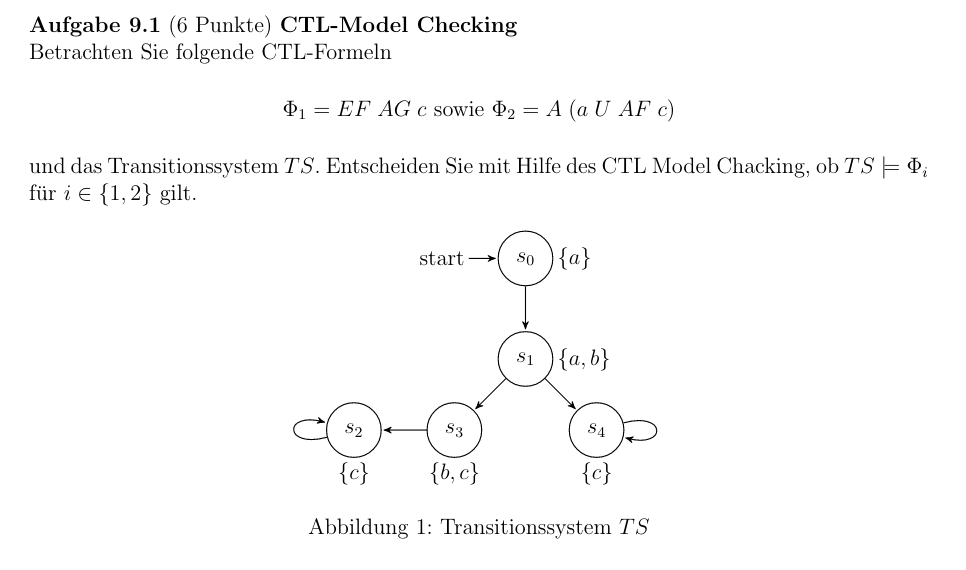 Aufgabe 9.1 (6 Punkte) CTL-Model Checking
Betrachten Sie folgende CTL-Formeln
Φ₁ = EF AG c sowie Φ₂ = A (a U AF c)
und das Transitionssystem TS. Entscheiden Sie mit Hilfe des CTL Model Chacking, ob TS ⊨ Φᵢ
für i ∈ {1, 2} gilt.
start s₀ {a}
s₁ {a, b}
s₂ s₃ s₄
{c} {b, c} {c}
Abbildung 1: Transitionssystem TS